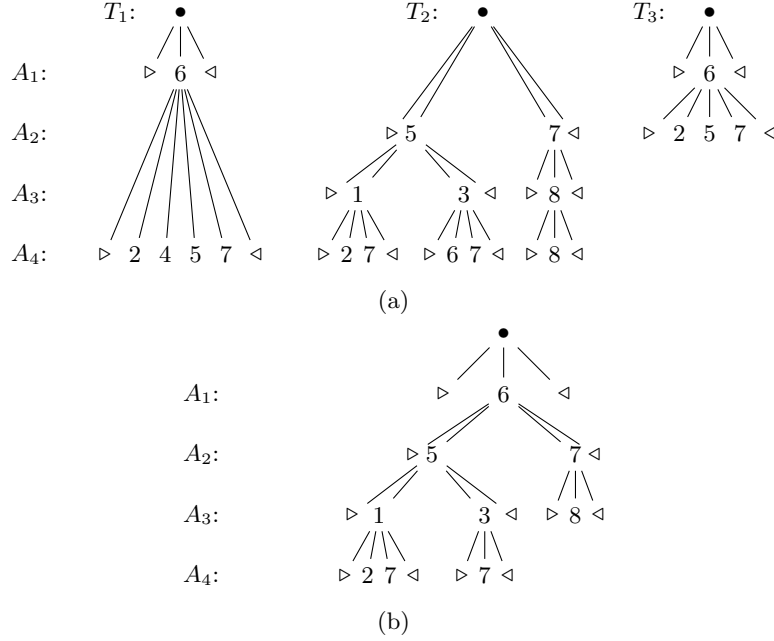 T₁: • T₂: • T₃: •
A₁: ▷ 6 ◁ ▷ 6 ◁
A₂: ▷ 5 7 ◁ ▷ 2 5 7 ◁
A₃: ▷ 1 3 ◁ ▷ 8 ◁
A₄: ▷ 2 4 5 7 ◁ ▷ 2 7 ◁ ▷ 6 7 ◁ ▷ 8 ◁
(a)
•
A₁: ▷ 6 ◁
A₂: ▷ 5 7 ◁
A₃: ▷ 1 3 ◁ ▷ 8 ◁
A₄: ▷ 2 7 ◁ ▷ 7 ◁
(b)